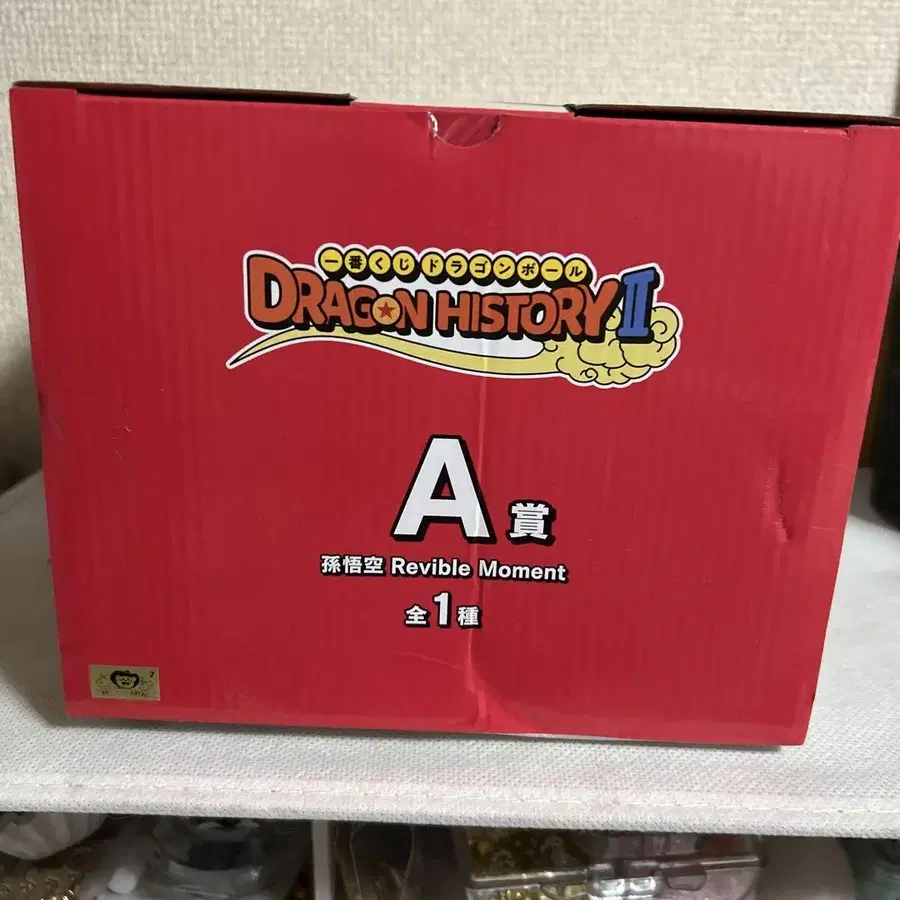 一番くじ ドラゴンボール
DRAGON HISTORY II
A賞
孫悟空 Revible Moment
全1種